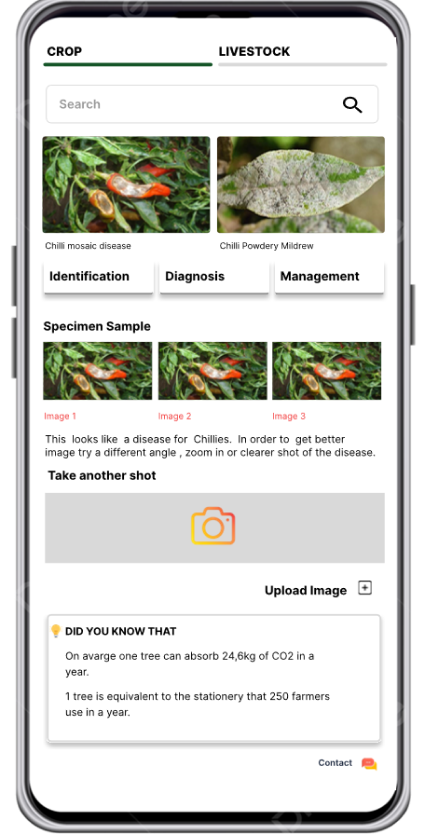 CROP
LIVESTOCK
Search
Chilli mosaic disease
Chilli Powdery Mildrew
Identification
Diagnosis
Management
Specimen Sample
Image 1
Image 2
Image 3
This looks like a disease for Chillies. In order to get better
image try a different angle , zoom in or clearer shot of the disease.
Take another shot
Upload Image
DID YOU KNOW THAT
On avarge one tree can absorb 24,6kg of CO2 in a
year.
1 tree is equivalent to the stationery that 250 farmers
use in a year.
Contact